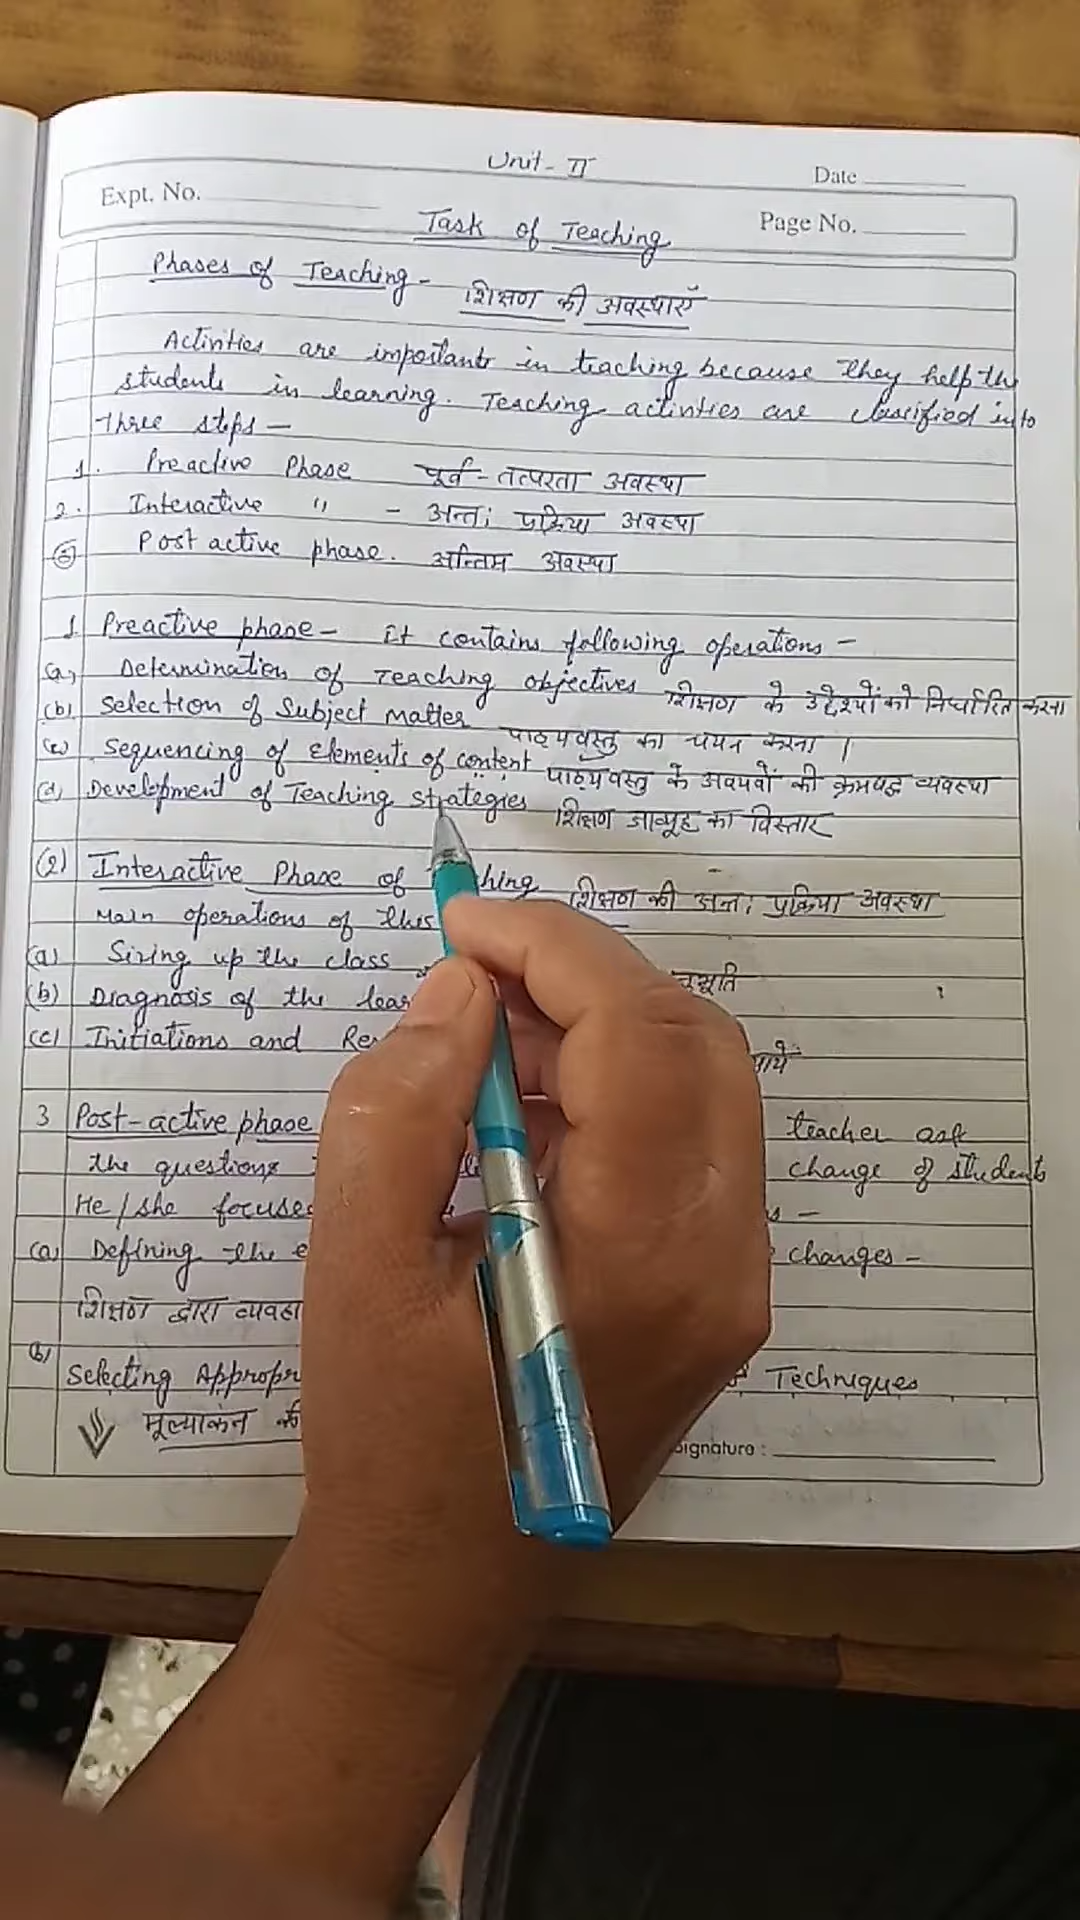 Unit - II
Date
Expt. No.
Page No.
Task of Teaching
Phases of Teaching - शिक्षण की अवस्थाएँ
Activities are importants in teaching because They help the
students in learning. Teaching activities are classified into
Three steps —
1. Preactive Phase पूर्व - तत्परता अवस्था
2. Interactive " - अन्त: प्रक्रिया अवस्था
③ Post active phase. अन्तिम अवस्था
1 Preactive phase - it contains following operations -
(a) Determination of Teaching objectives शिक्षण के उद्देश्यों को निर्धारित करना
(b) Selection of Subject Matter पाठ्यवस्तु का चयन करना ।
(c) Sequencing of Elements of content पाठ्यवस्तु के अवयवों की क्रमबद्ध व्यवस्था
(d) Development of Teaching strategies शिक्षण का विस्तार
(2) Interactive Phase of शिक्षण की अन्त: प्रक्रिया अवस्था
Main operations of this
(a) Sizing up the class
(b) Diagnosis of the
(c) Initiations and
3 Post-active phase teacher ask
the questions change of students
He/she
(a) Defining the changes -
शिक्षण द्वारा
(b) Selecting Techniques
मूल्यांकन की
Signature :